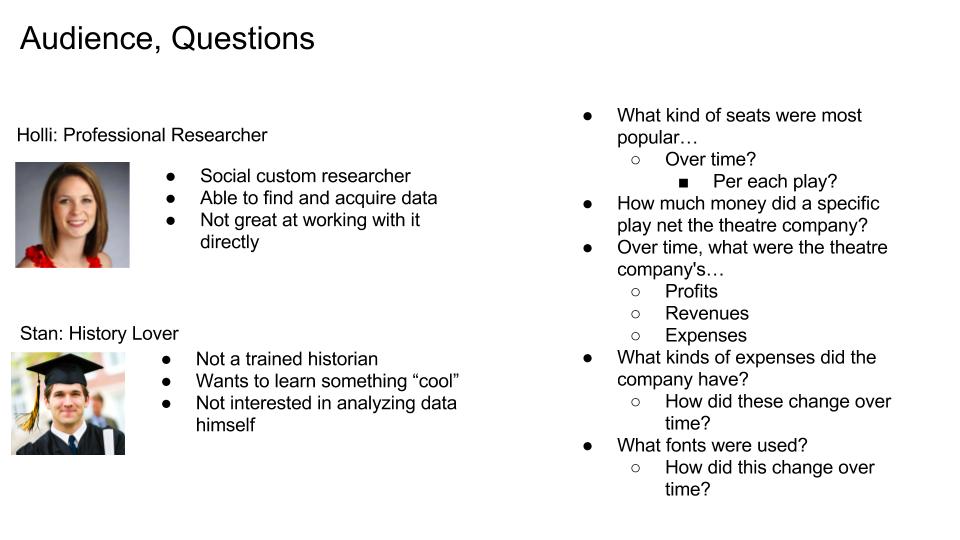 Audience, Questions
Holli: Professional Researcher
● Social custom researcher
● Able to find and acquire data
● Not great at working with it
directly
Stan: History Lover
● Not a trained historian
● Wants to learn something “cool”
● Not interested in analyzing data
himself
● What kind of seats were most
popular…
○ Over time?
■ Per each play?
● How much money did a specific
play net the theatre company?
● Over time, what were the theatre
company's…
○ Profits
○ Revenues
○ Expenses
● What kinds of expenses did the
company have?
○ How did these change over
time?
● What fonts were used?
○ How did this change over
time?